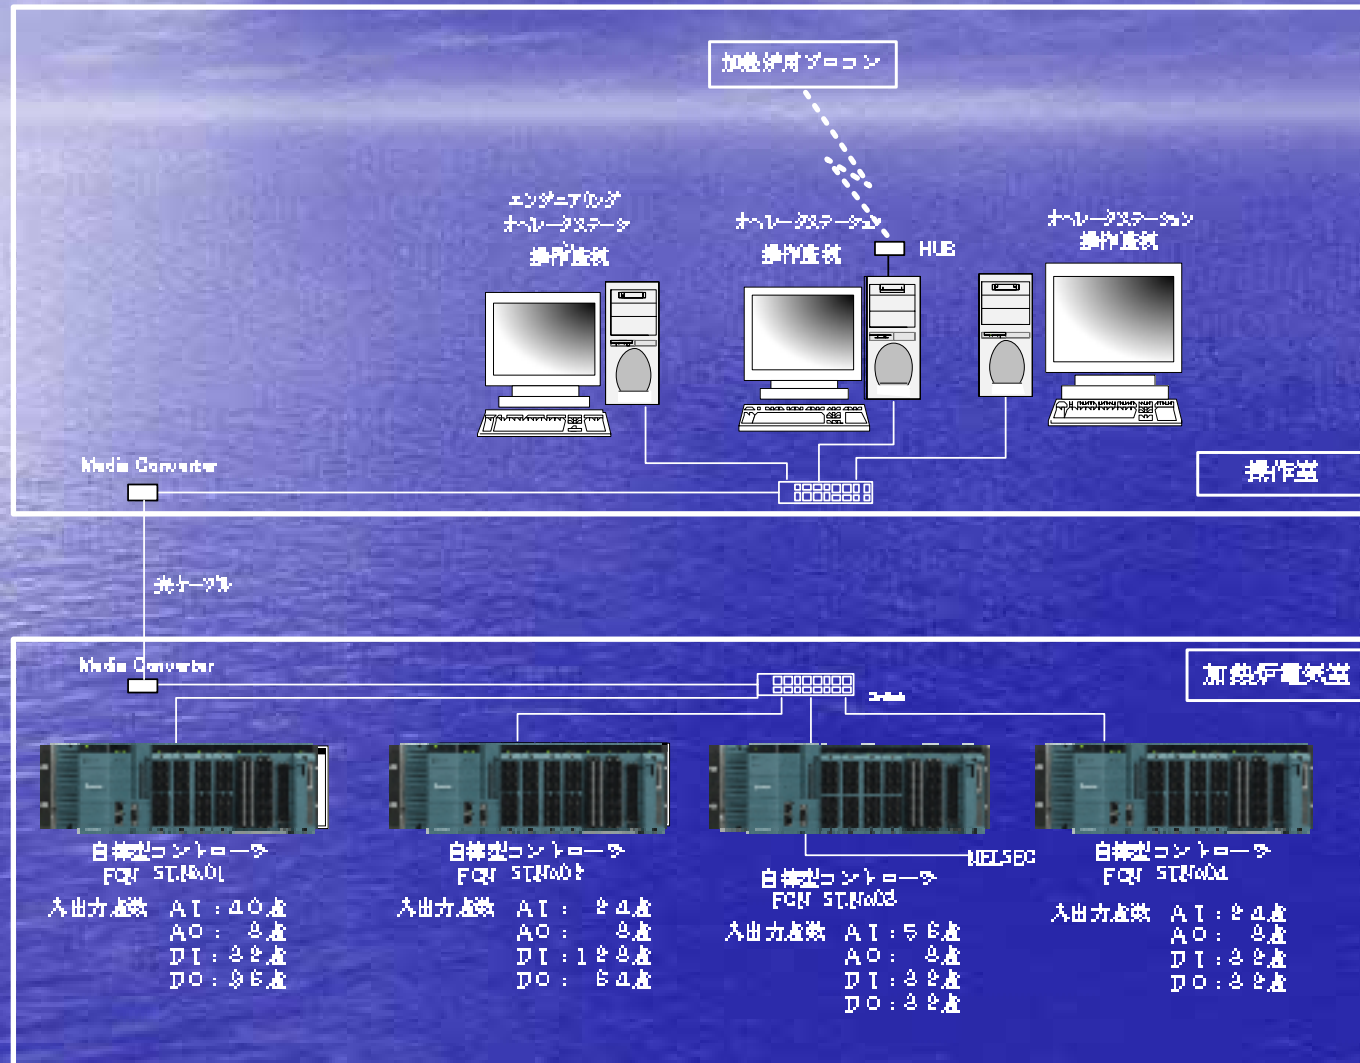 加熱炉用プロコン
エンジニアリング
オペレータステーシ
操作監視
オペレータステーション
操作監視
HUB
オペレータステーション
操作監視
Media Converter
操作室
光ケーブル
Media Converter
加熱炉電気室
Switch
自律型コントローラ
FCN ST.No01
入出力点数 AI:40点
AO: 8点
DI:32点
DO:96点
自律型コントローラ
FCN ST.No02
入出力点数 AI: 24点
AO: 8点
DI:128点
DO: 64点
MELSEC
自律型コントローラ
FCN ST.No03
入出力点数 AI:56点
AO: 8点
DI:32点
DO:32点
自律型コントローラ
FCN ST.No04
入出力点数 AI:24点
AO: 8点
DI:32点
DO:32点